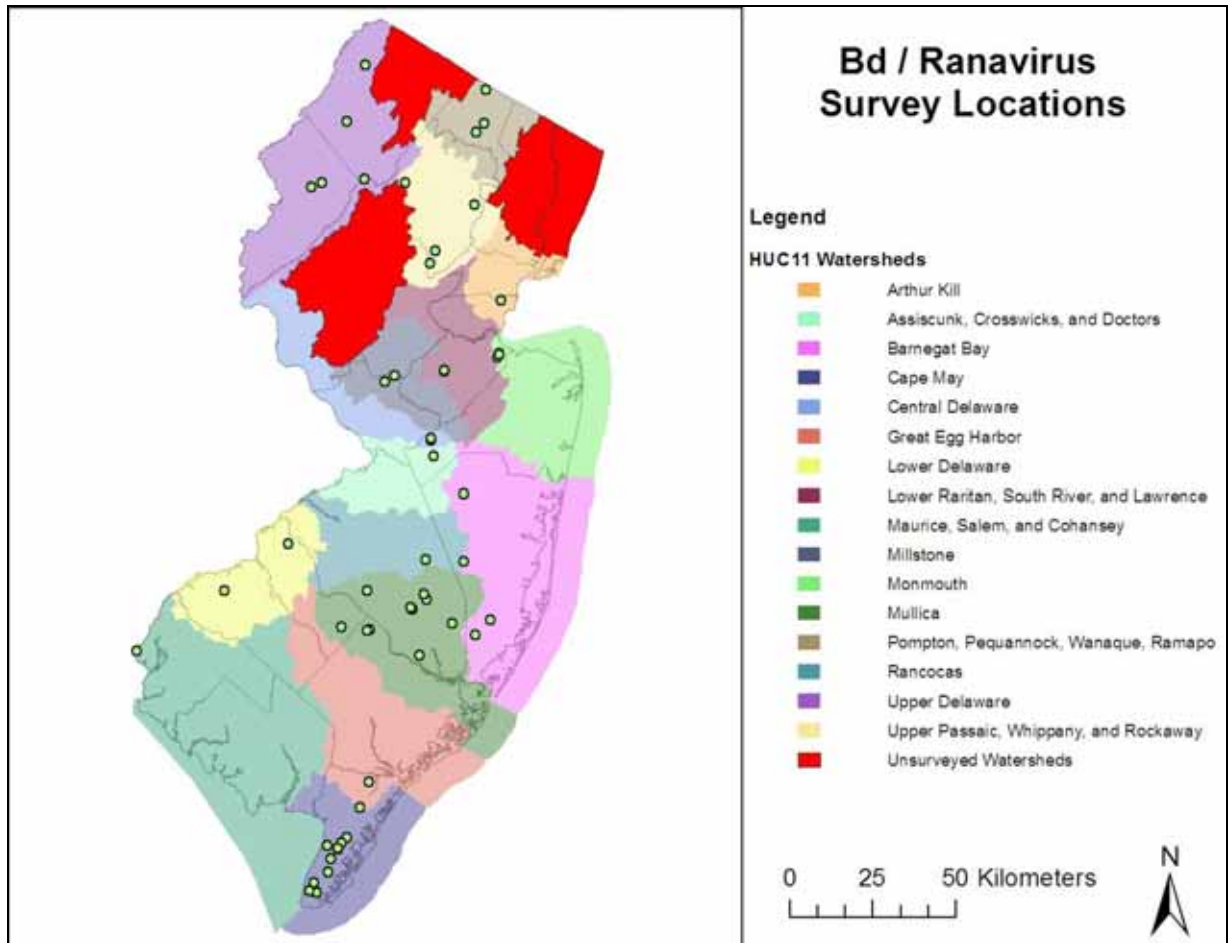 Bd / Ranavirus
Survey Locations
Legend
HUC11 Watersheds
Arthur Kill
Assiscunk, Crosswicks, and Doctors
Barnegat Bay
Cape May
Central Delaware
Great Egg Harbor
Lower Delaware
Lower Raritan, South River, and Lawrence
Maurice, Salem, and Cohansey
Millstone
Monmouth
Mullica
Pompton, Pequannock, Wanaque, Ramapo
Rancocas
Upper Delaware
Upper Passaic, Whippany, and Rockaway
Unsurveyed Watersheds
N
0 25 50 Kilometers